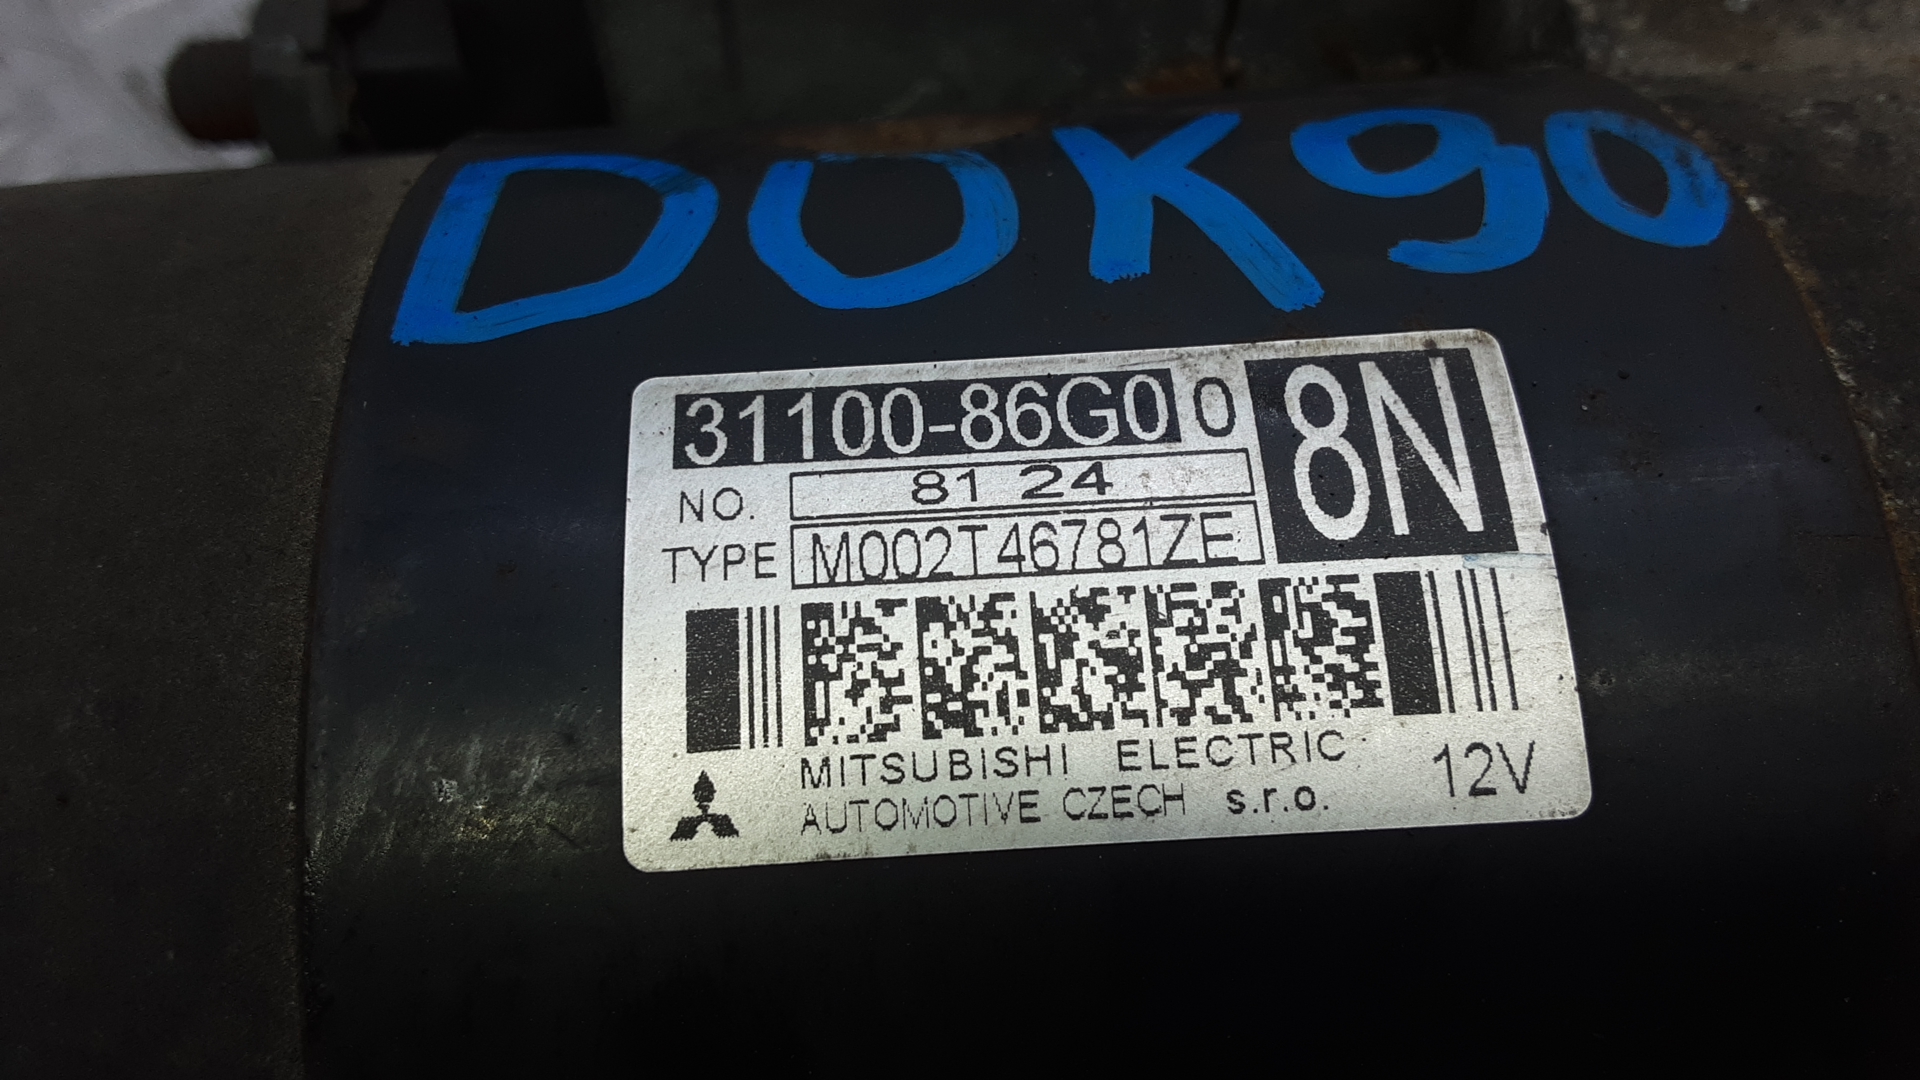 DOK90
31100-86G0 0
8N
NO. 81 24
TYPE M002T46781ZE
MITSUBISHI ELECTRIC
AUTOMOTIVE CZECH s.r.o.
12V